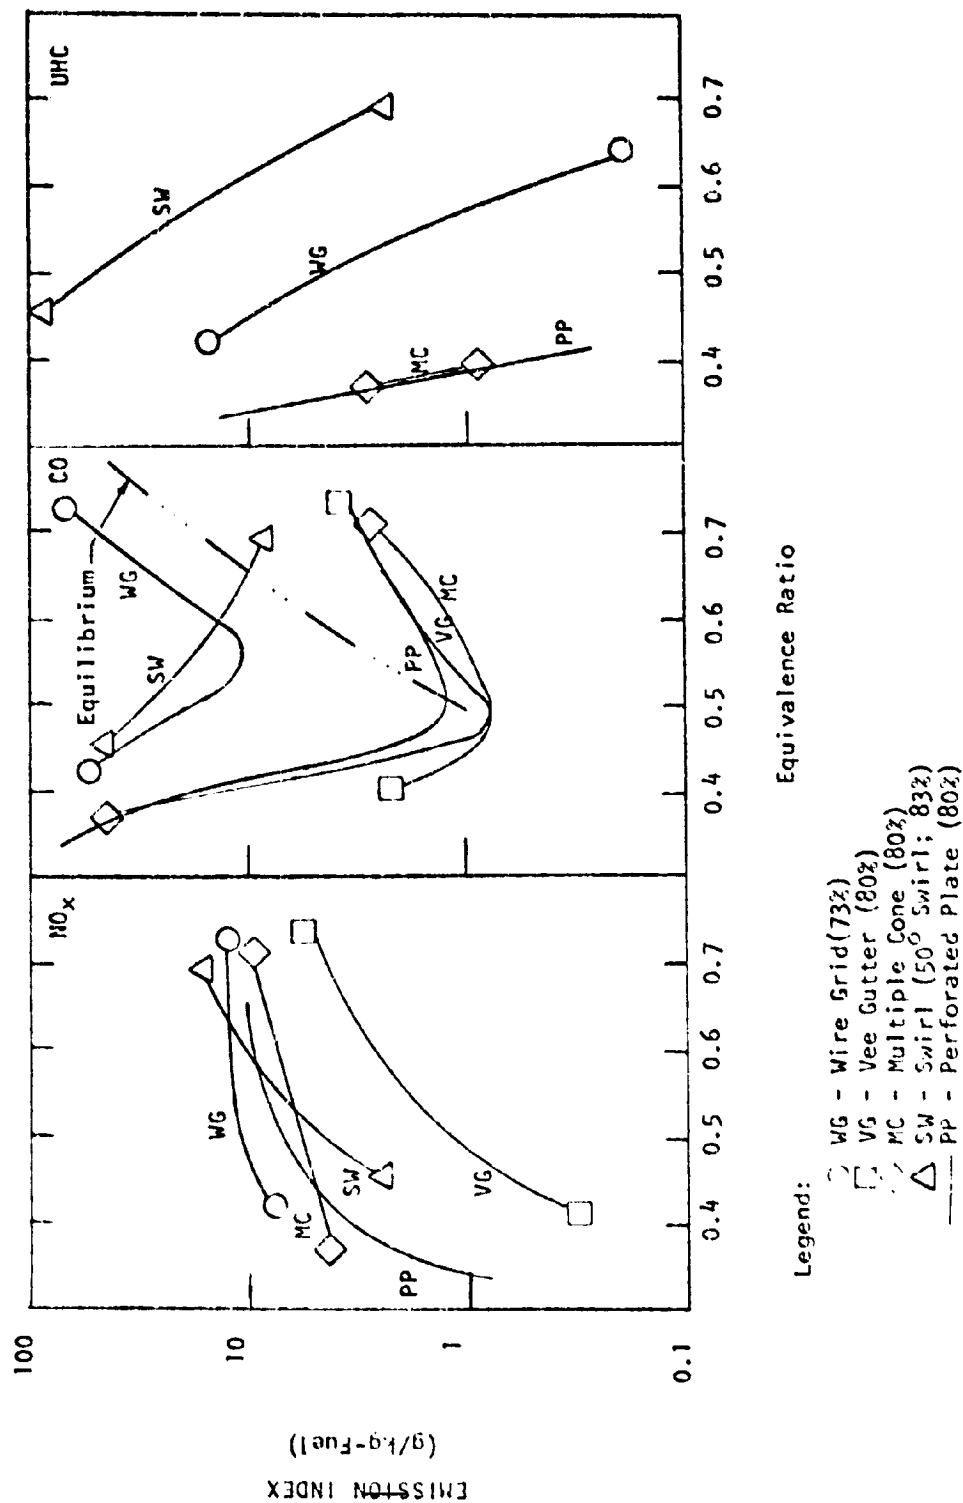 EMISSION INDEX
(g/kg-Fuel)
100
10
1
0.1
NOx
WG
MC
SW
PP
VG
0.4
0.5
0.6
0.7
CO
Equilibrium
WG
SW
PP
VG
MC
0.4
0.5
0.6
0.7
UHC
SW
WG
MC
PP
0.4
0.5
0.6
0.7
Equivalence Ratio
Legend:
WG - Wire Grid(73%)
VG - Vee Gutter (80%)
MC - Multiple Cone (80%)
SW - Swirl (50° Swirl; 83%)
PP - Perforated Plate (80%)